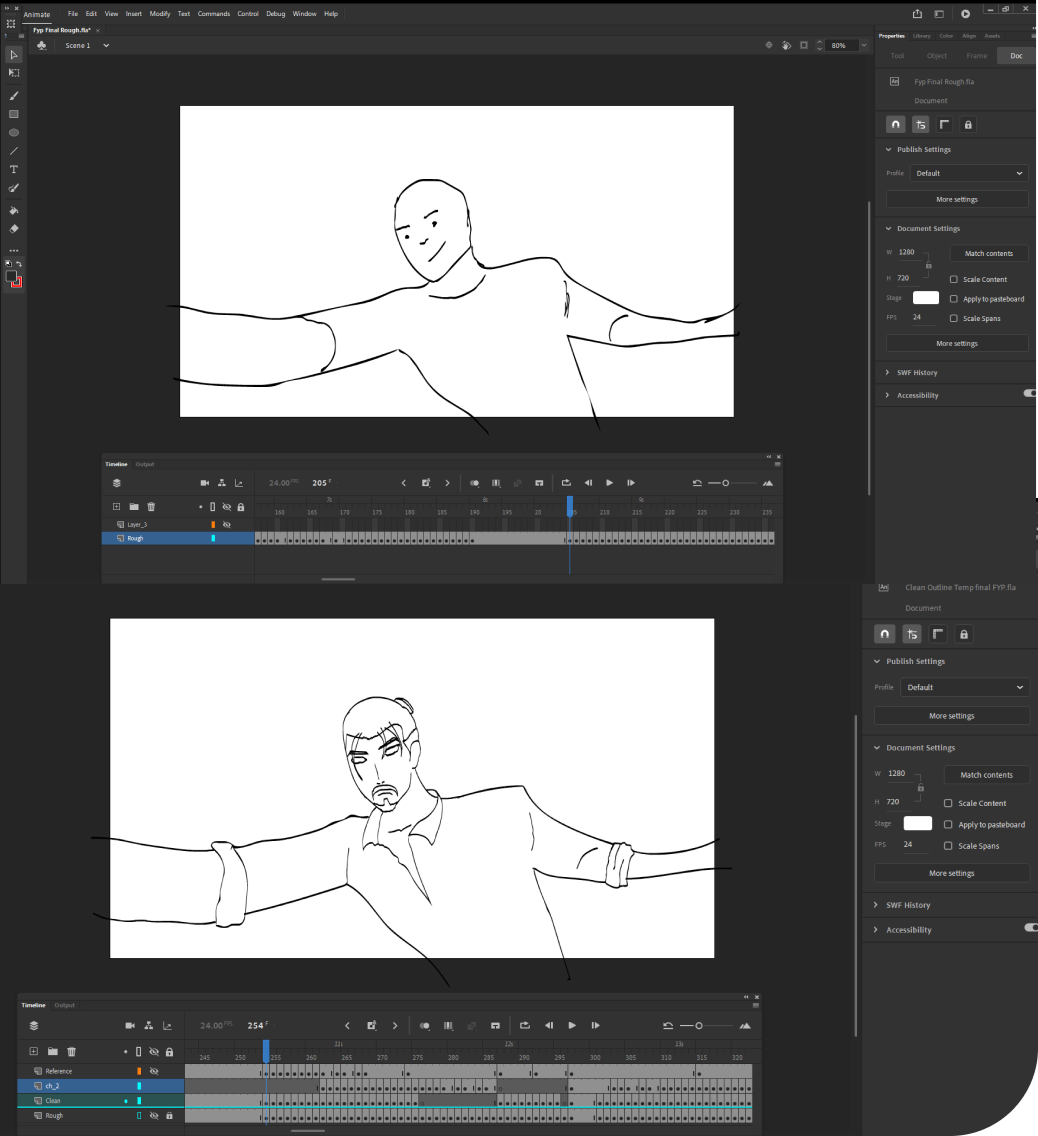 Animate File Edit View Insert Modify Text Commands Control Debug Window Help
Fyp Final Rough.fla* ×
Scene 1
80%
Properties Library Color Align Assets
Tool Object Frame Doc
An Fyp Final Rough.fla
Document
Publish Settings
Profile Default
More settings
Document Settings
W 1280 Match contents
H 720 Scale Content
Stage Apply to pasteboard
FPS 24 Scale Spans
More settings
SWF History
Accessibility
Timeline Output
24.00 FPS 205 F
7s 8s 9s
160 165 170 175 180 185 190 195 20 05 210 215 220 225 230 235
Layer_3
Rough
An Clean Outline Temp final FYP.fla
Document
Publish Settings
Profile Default
More settings
Document Settings
W 1280 Match contents
H 720 Scale Content
Stage Apply to pasteboard
FPS 24 Scale Spans
More settings
SWF History
Accessibility
Timeline Output
24.00 FPS 254 F
11s 12s 13s
245 250 255 260 265 270 275 280 285 290 295 300 305 310 315 320
Reference
ch_2
Clean
Rough